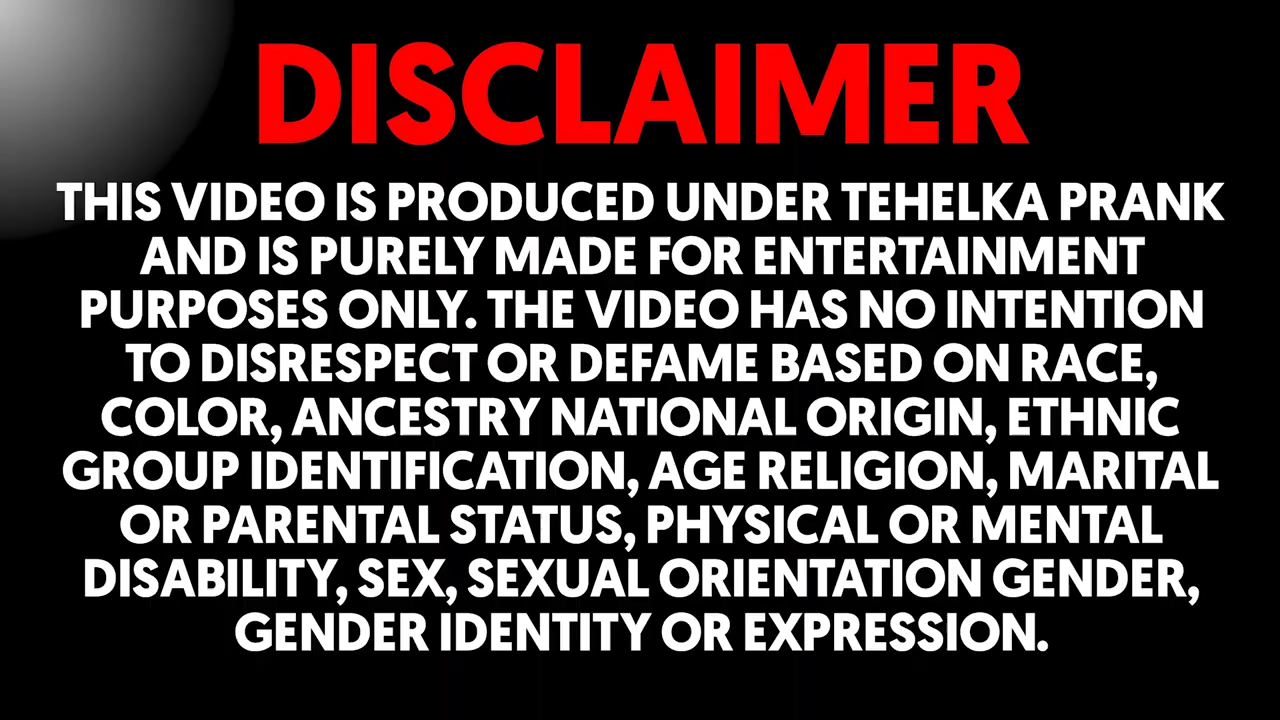 DISCLAIMER
THIS VIDEO IS PRODUCED UNDER TEHELKA PRANK
AND IS PURELY MADE FOR ENTERTAINMENT
PURPOSES ONLY. THE VIDEO HAS NO INTENTION
TO DISRESPECT OR DEFAME BASED ON RACE,
COLOR, ANCESTRY NATIONAL ORIGIN, ETHNIC
GROUP IDENTIFICATION, AGE RELIGION, MARITAL
OR PARENTAL STATUS, PHYSICAL OR MENTAL
DISABILITY, SEX, SEXUAL ORIENTATION GENDER,
GENDER IDENTITY OR EXPRESSION.